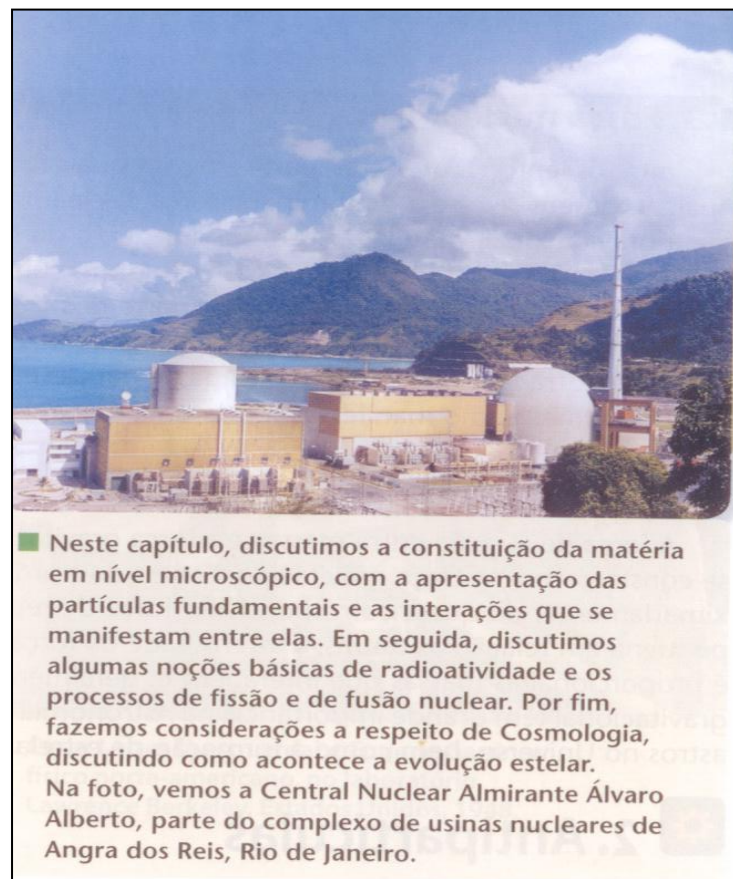 Neste capítulo, discutimos a constituição da matéria
em nível microscópico, com a apresentação das
partículas fundamentais e as interações que se
manifestam entre elas. Em seguida, discutimos
algumas noções básicas de radioatividade e os
processos de fissão e de fusão nuclear. Por fim,
fazemos considerações a respeito de Cosmologia,
discutindo como acontece a evolução estelar.
Na foto, vemos a Central Nuclear Almirante Álvaro
Alberto, parte do complexo de usinas nucleares de
Angra dos Reis, Rio de Janeiro.